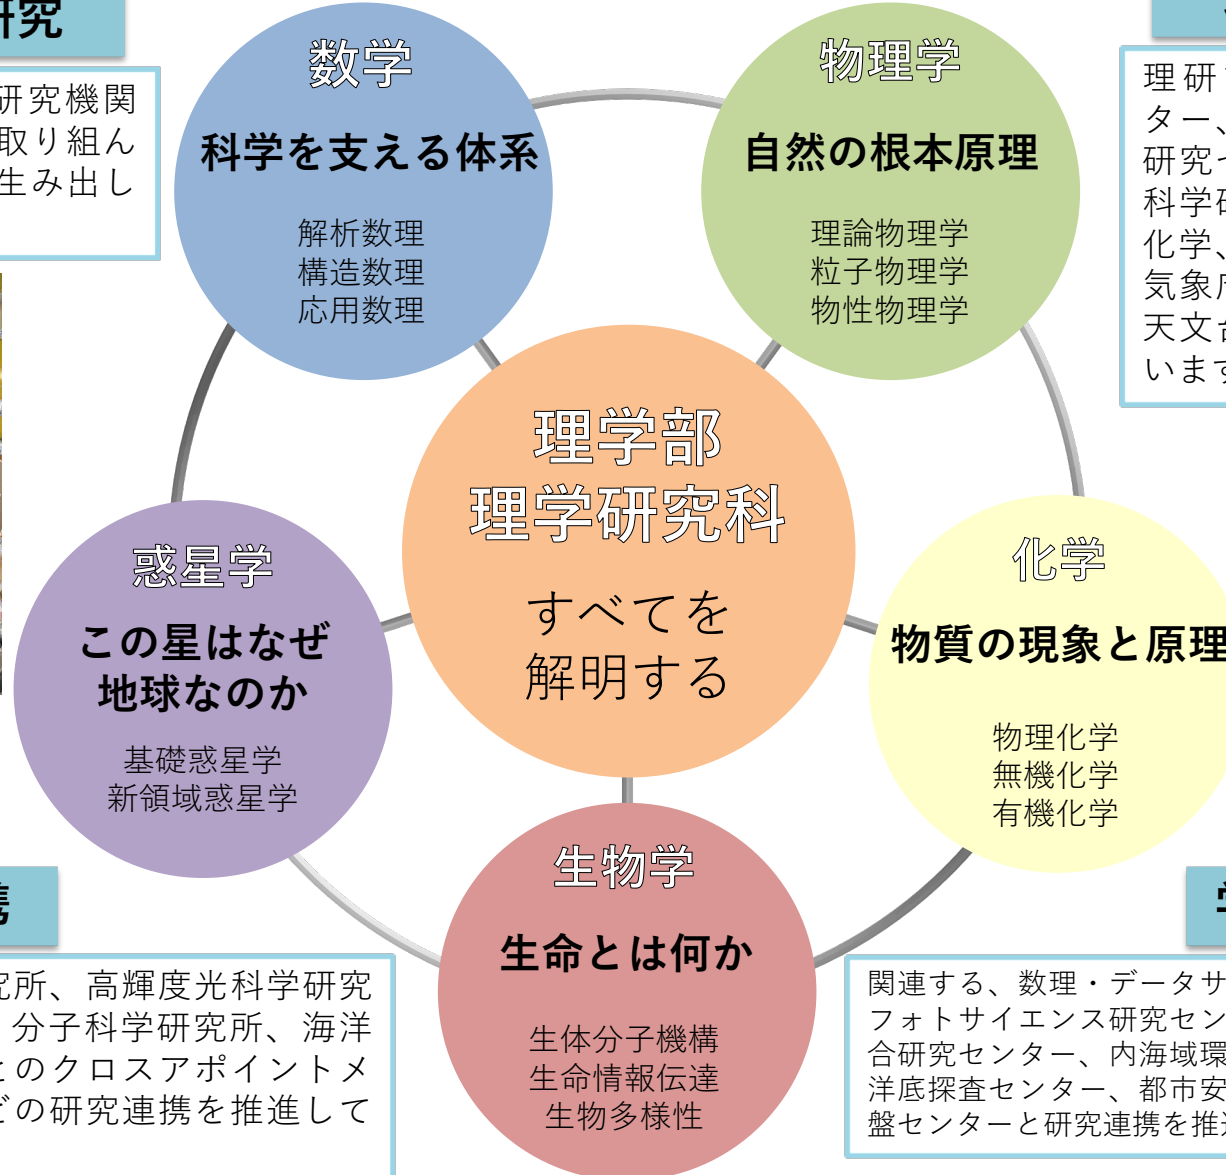 研究
研究機関
取り組ん
生み出し
数学
科学を支える体系
解析数理
構造数理
応用数理
物理学
自然の根本原理
理論物理学
粒子物理学
物性物理学
理研
ター、
研究
科学研
化学、
気象庁
天文台
います
理学部
理学研究科
すべてを
解明する
惑星学
この星はなぜ
地球なのか
基礎惑星学
新領域惑星学
化学
物質の現象と原理
物理化学
無機化学
有機化学
生物学
生命とは何か
生体分子機構
生命情報伝達
生物多様性
携
究所、高輝度光科学研究
、分子科学研究所、海洋
とのクロスアポイントメ
どの研究連携を推進して
関連する、数理・データサ
フォトサイエンス研究セン
合研究センター、内海域環
洋底探査センター、都市安
盤センターと研究連携を推進